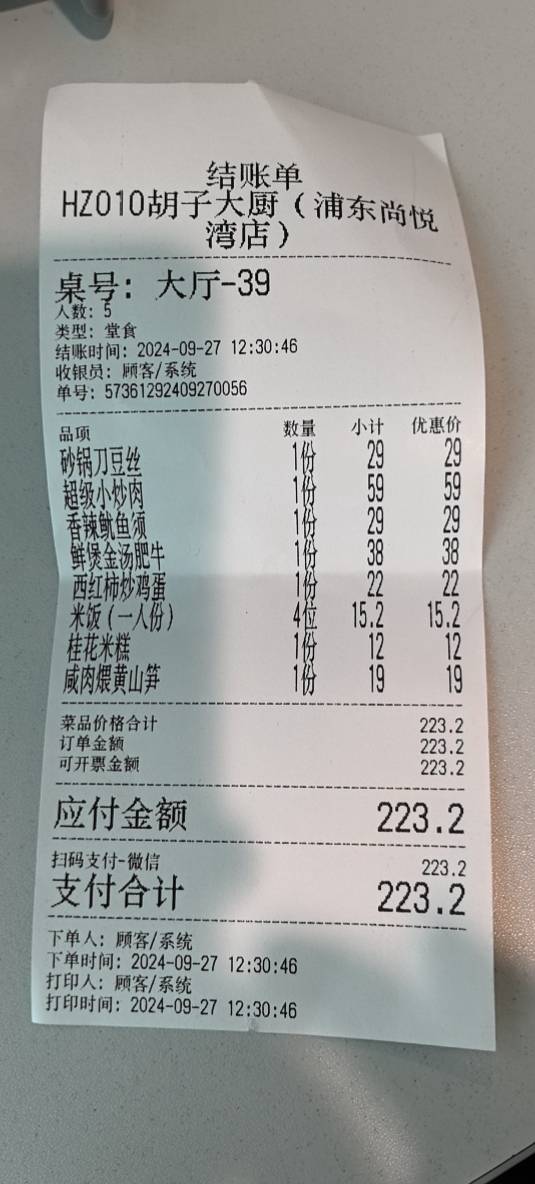 结账单
HZ010胡子大厨（浦东尚悦
湾店）
桌号：大厅-39
人数：5
类型：堂食
结账时间：2024-09-27 12:30:46
收银员：顾客/系统
单号：57361292409270056
品项 数量 小计 优惠价
砂锅刀豆丝 1份 29 29
超级小炒肉 1份 59 59
香辣鱿鱼须 1份 29 29
鲜煲金汤肥牛 1份 38 38
西红柿炒鸡蛋 1份 22 22
米饭（一人份） 4位 15.2 15.2
桂花米糕 1份 12 12
咸肉煨黄山笋 1份 19 19
菜品价格合计 223.2
订单金额 223.2
可开票金额 223.2
应付金额 223.2
扫码支付-微信 223.2
支付合计 223.2
下单人：顾客/系统
下单时间：2024-09-27 12:30:46
打印人：顾客/系统
打印时间：2024-09-27 12:30:46